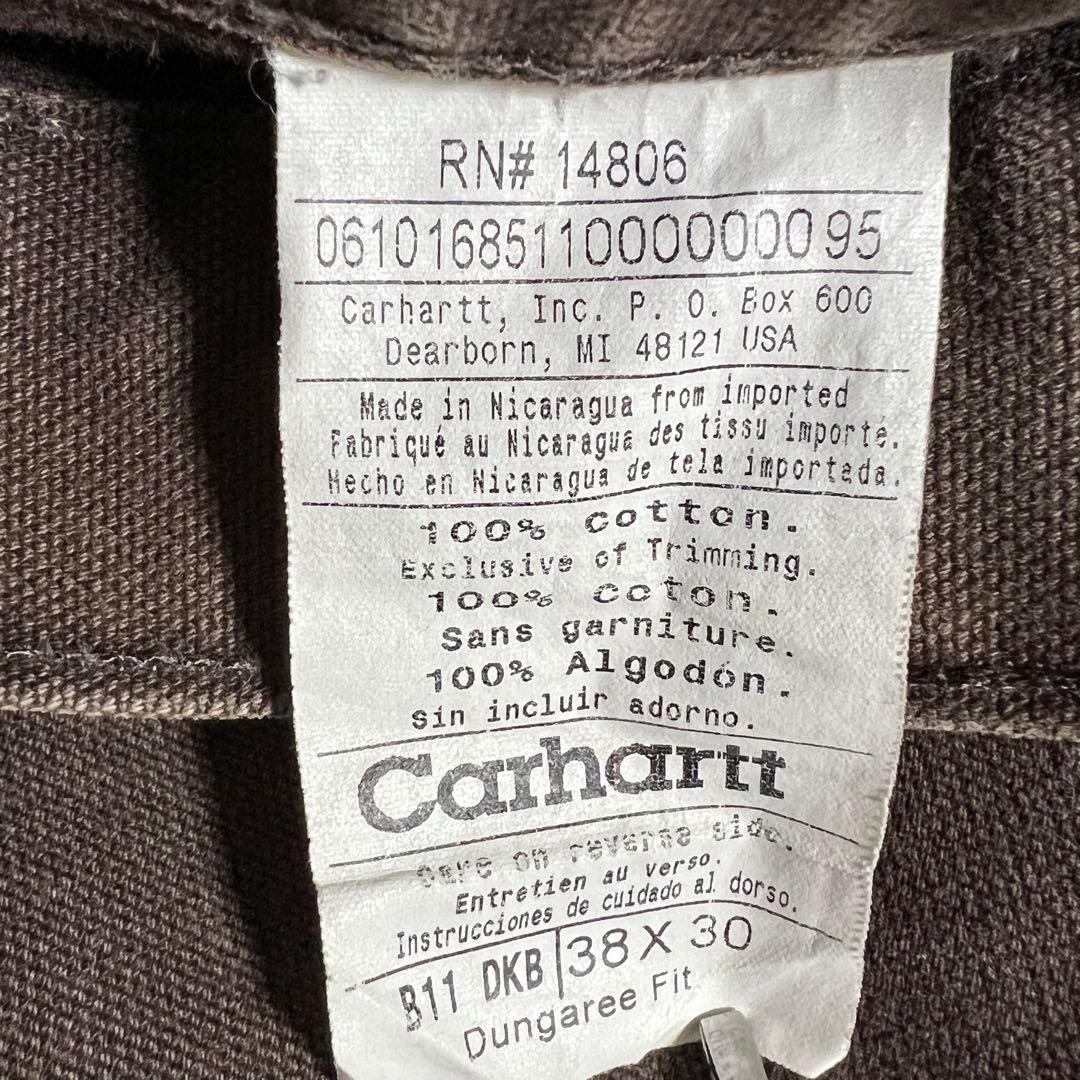 RN# 14806
06101685110000000095
Carhartt, Inc. P. O. Box 600
Dearborn, MI 48121 USA
Made in Nicaragua from imported
Fabriqué au Nicaragua des tissu importé.
Hecho en Nicaragua de tela importada.
100% cotton.
Exclusive of Trimming.
100% coton.
Sans garniture.
100% Algodón.
sin incluir adorno.
Carhartt
care on reverse side.
Entretien au verso.
Instrucciones de cuidado al dorso.
B11 DKB 38 X 30
Dungaree Fit